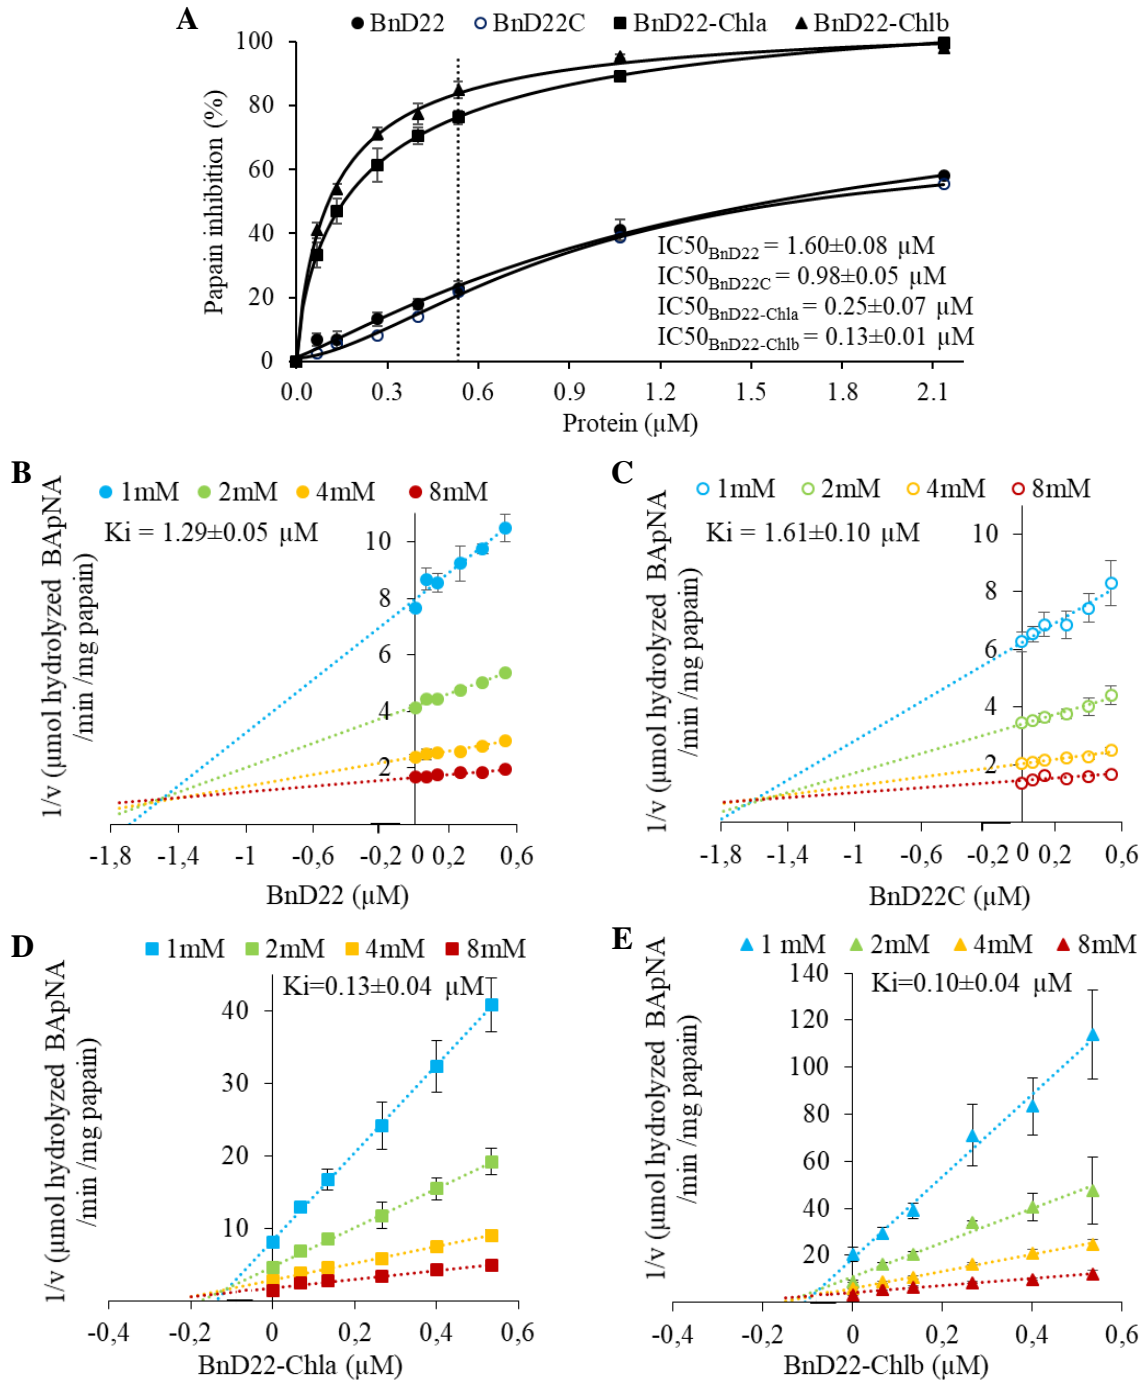 A
BnD22 BnD22C BnD22-Chla BnD22-Chlb
Papain inhibition (%)
100
80
60
40
20
0
IC50BnD22 = 1.60±0.08 µM
IC50BnD22C = 0.98±0.05 µM
IC50BnD22-Chla = 0.25±0.07 µM
IC50BnD22-Chlb = 0.13±0.01 µM
0.0 0.3 0.6 0.9 1.2 1.5 1.8 2.1
Protein (µM)
B
1mM 2mM 4mM 8mM
Ki = 1.29±0.05 µM
1/v (µmol hydrolyzed BApNA
/min /mg papain)
10
8
6
4
2
-1,8 -1,4 -1 -0,6 -0,2 0 0,2 0,6
BnD22 (µM)
C
1mM 2mM 4mM 8mM
Ki = 1.61±0.10 µM
1/v (µmol hydrolyzed BApNA
/min /mg papain)
8
6
4
2
-1,8 -1,4 -1 -0,6 -0,2 0 0,2 0,6
BnD22C (µM)
D
1mM 2mM 4mM 8mM
Ki=0.13±0.04 µM
1/v (µmol hydrolyzed BApNA
/min /mg papain)
40
30
20
10
-0,4 -0,2 0 0,2 0,4 0,6
BnD22-Chla (µM)
E
1 mM 2mM 4mM 8mM
Ki=0.10±0.04 µM
1/v (µmol hydrolyzed BApNA
/min /mg papain)
140
120
100
80
60
40
20
-0,4 -0,2 0 0,2 0,4 0,6
BnD22-Chlb (µM)